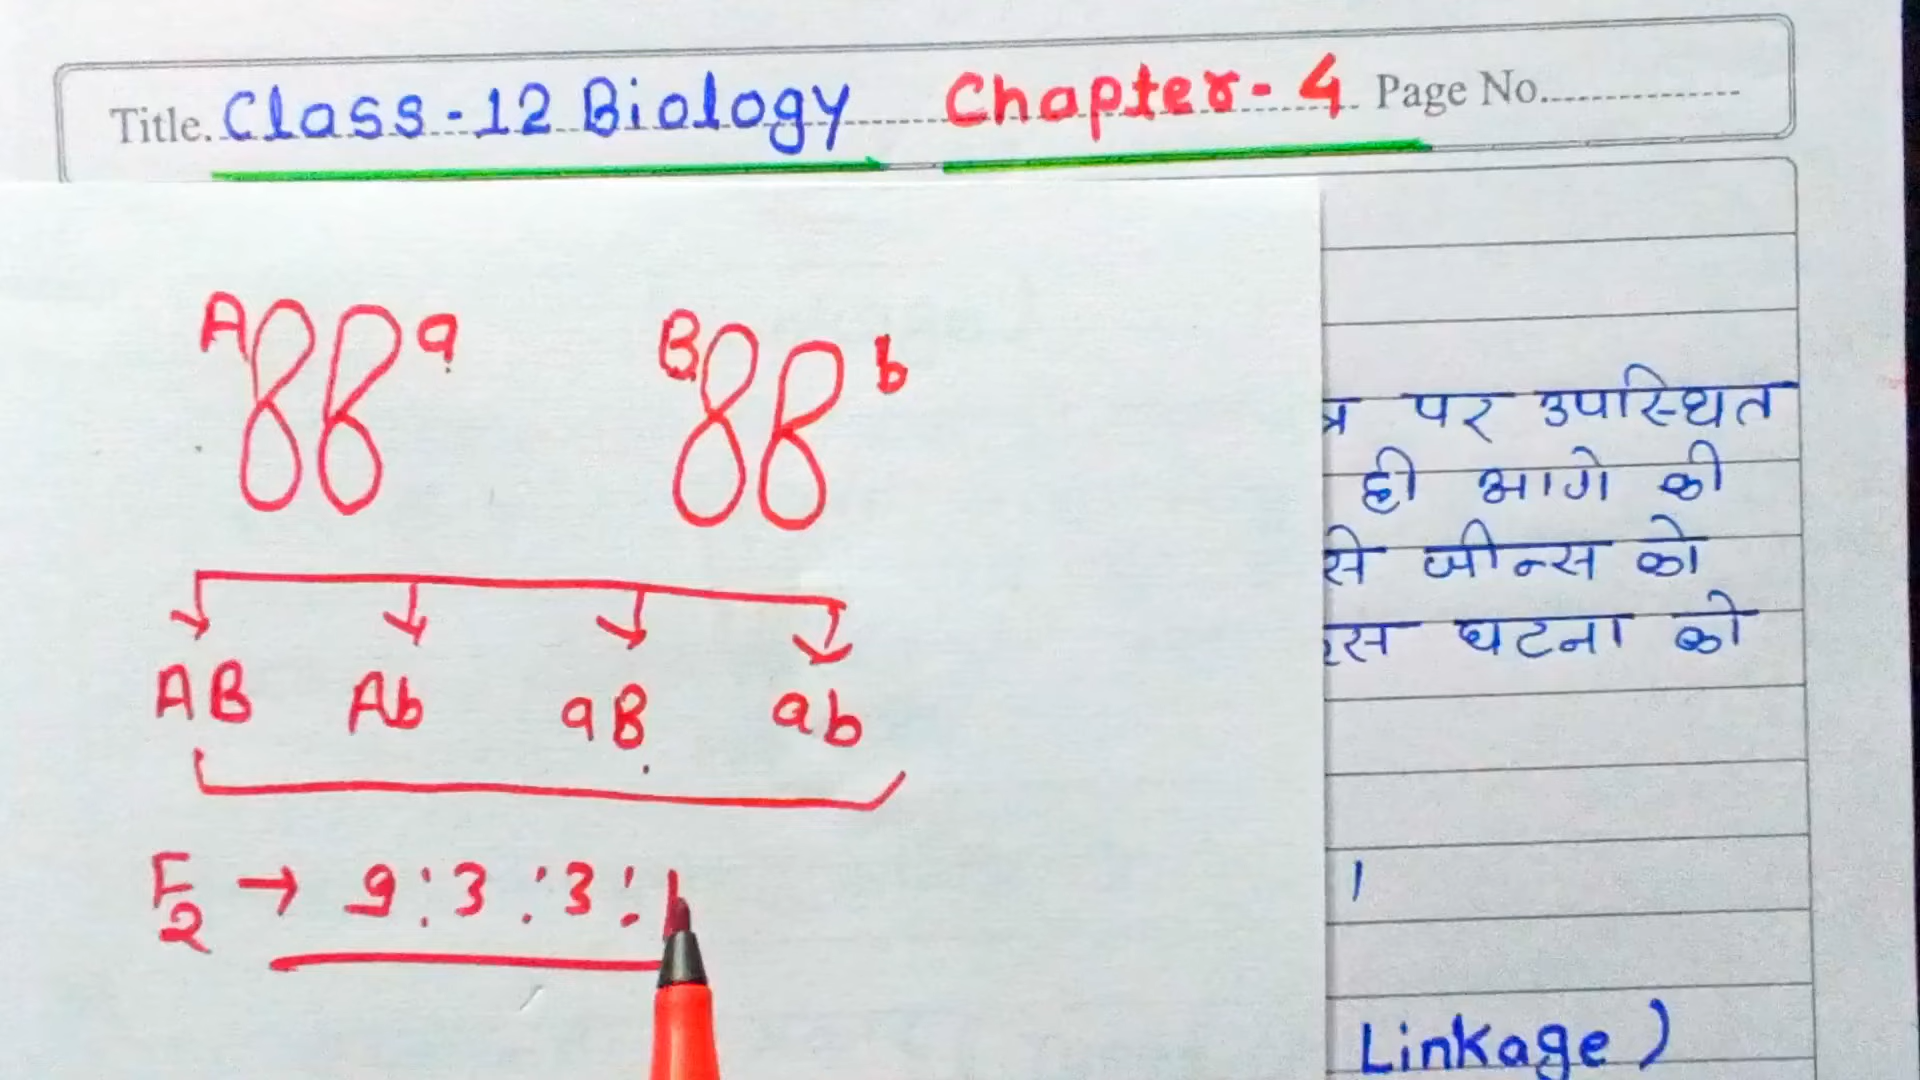 Title. Class-12 Biology Chapter-4 Page No.
A a B b
पर उपस्थित
ही आगे की
से जीन्स को
घटना को
AB Ab aB ab
F2 → 9:3:3:1
।
Linkage)